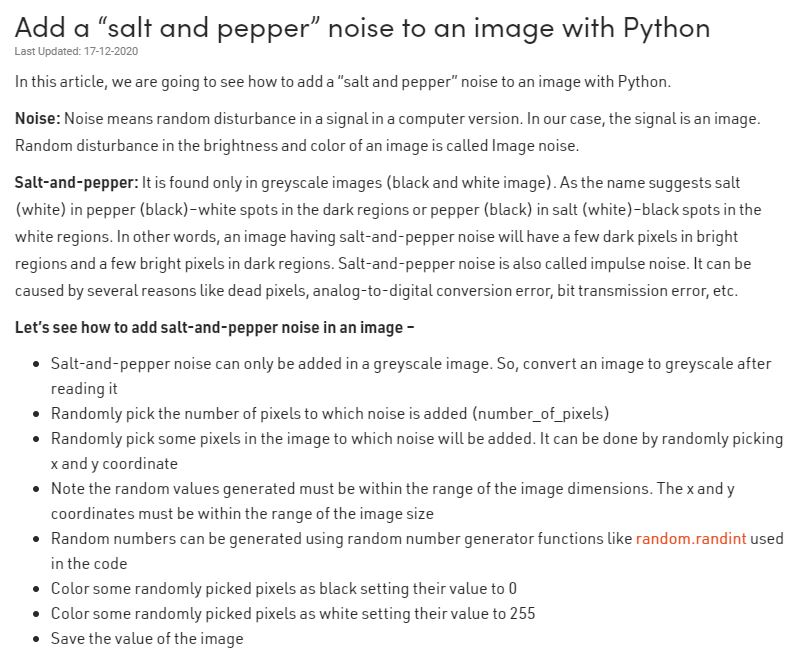 Add a “salt and pepper” noise to an image with Python
Last Updated: 17-12-2020
In this article, we are going to see how to add a “salt and pepper” noise to an image with Python.
Noise: Noise means random disturbance in a signal in a computer version. In our case, the signal is an image.
Random disturbance in the brightness and color of an image is called Image noise.
Salt-and-pepper: It is found only in greyscale images (black and white image). As the name suggests salt
(white) in pepper (black)–white spots in the dark regions or pepper (black) in salt (white)–black spots in the
white regions. In other words, an image having salt-and-pepper noise will have a few dark pixels in bright
regions and a few bright pixels in dark regions. Salt-and-pepper noise is also called impulse noise. It can be
caused by several reasons like dead pixels, analog-to-digital conversion error, bit transmission error, etc.
Let’s see how to add salt-and-pepper noise in an image –
• Salt-and-pepper noise can only be added in a greyscale image. So, convert an image to greyscale after
reading it
• Randomly pick the number of pixels to which noise is added (number_of_pixels)
• Randomly pick some pixels in the image to which noise will be added. It can be done by randomly picking
x and y coordinate
• Note the random values generated must be within the range of the image dimensions. The x and y
coordinates must be within the range of the image size
• Random numbers can be generated using random number generator functions like random.randint used
in the code
• Color some randomly picked pixels as black setting their value to 0
• Color some randomly picked pixels as white setting their value to 255
• Save the value of the image